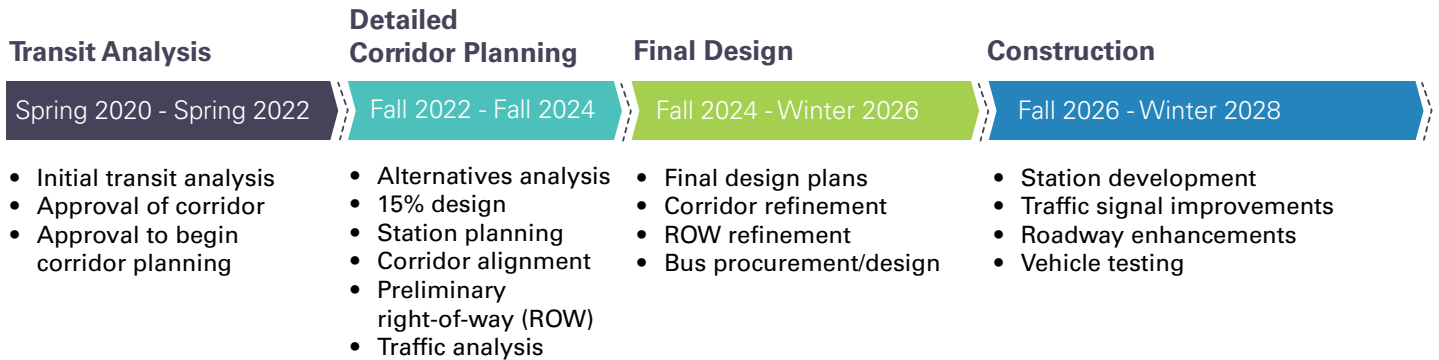 Transit Analysis
Spring 2020 - Spring 2022
• Initial transit analysis
• Approval of corridor
• Approval to begin
corridor planning
Detailed
Corridor Planning
Fall 2022 - Fall 2024
• Alternatives analysis
• 15% design
• Station planning
• Corridor alignment
• Preliminary
right-of-way (ROW)
• Traffic analysis
Final Design
Fall 2024 - Winter 2026
• Final design plans
• Corridor refinement
• ROW refinement
• Bus procurement/design
Construction
Fall 2026 - Winter 2028
• Station development
• Traffic signal improvements
• Roadway enhancements
• Vehicle testing